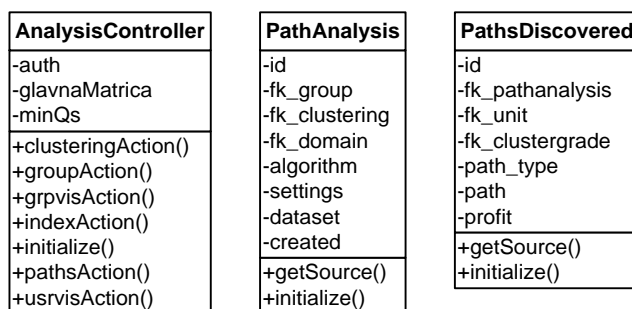 AnalysisController
-auth
-glavnaMatrica
-minQs
+clusteringAction()
+groupAction()
+grpvisAction()
+indexAction()
+initialize()
+pathsAction()
+usrvisAction()
PathAnalysis
-id
-fk_group
-fk_clustering
-fk_domain
-algorithm
-settings
-dataset
-created
+getSource()
+initialize()
PathsDiscovered
-id
-fk_pathanalysis
-fk_unit
-fk_clustergrade
-path_type
-path
-profit
+getSource()
+initialize()